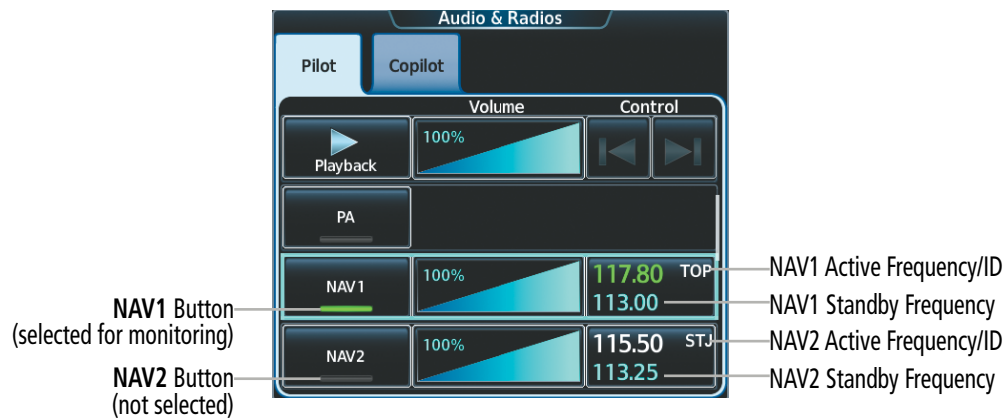 Audio & Radios
Pilot
Copilot
Volume
Control
Playback
100%
PA
NAV1
100%
117.80 TOP
113.00
NAV2
100%
115.50 STJ
113.25
NAV1 Button
(selected for monitoring)
NAV2 Button
(not selected)
NAV1 Active Frequency/ID
NAV1 Standby Frequency
NAV2 Active Frequency/ID
NAV2 Standby Frequency